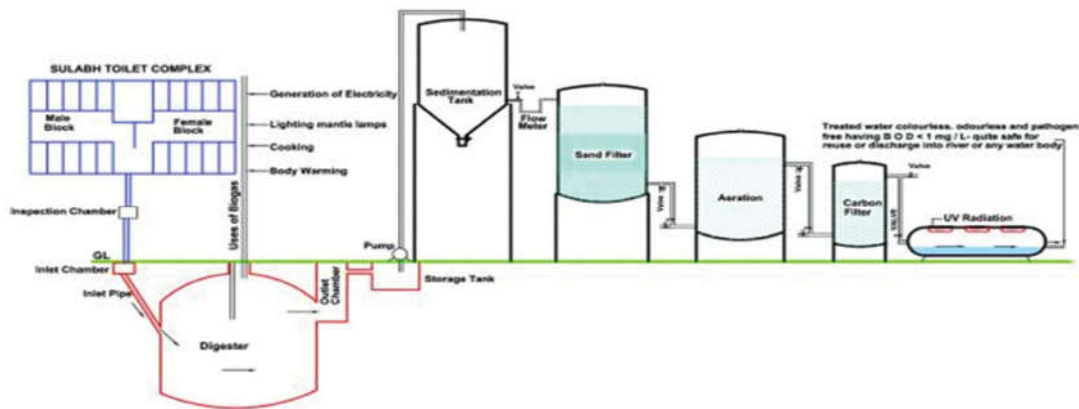 SULABH TOILET COMPLEX
Male
Block
Female
Block
Generation of Electricity
Lighting mantle lamps
Cooking
Body Warming
Uses of Biogas
Inspection Chamber
GL
Inlet Chamber
Inlet Pipe
Digester
Outlet
Chamber
Pump
Storage Tank
Sedimentation
Tank
Valve
Flow
Meter
Sand Filter
Valve
Aeration
Valve
Carbon
Filter
Valve
VALVE
Treated water colourless, odourless and pathogen
free having B O D < 1 mg / L- quite safe for
reuse or discharge into river or any water body
UV Radiation